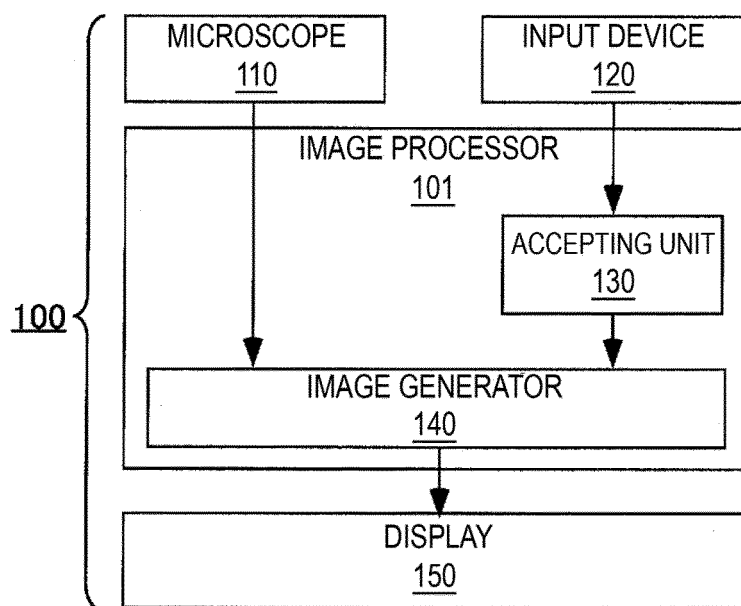 MICROSCOPE
110
INPUT DEVICE
120
IMAGE PROCESSOR
101
ACCEPTING UNIT
130
100
IMAGE GENERATOR
140
DISPLAY
150